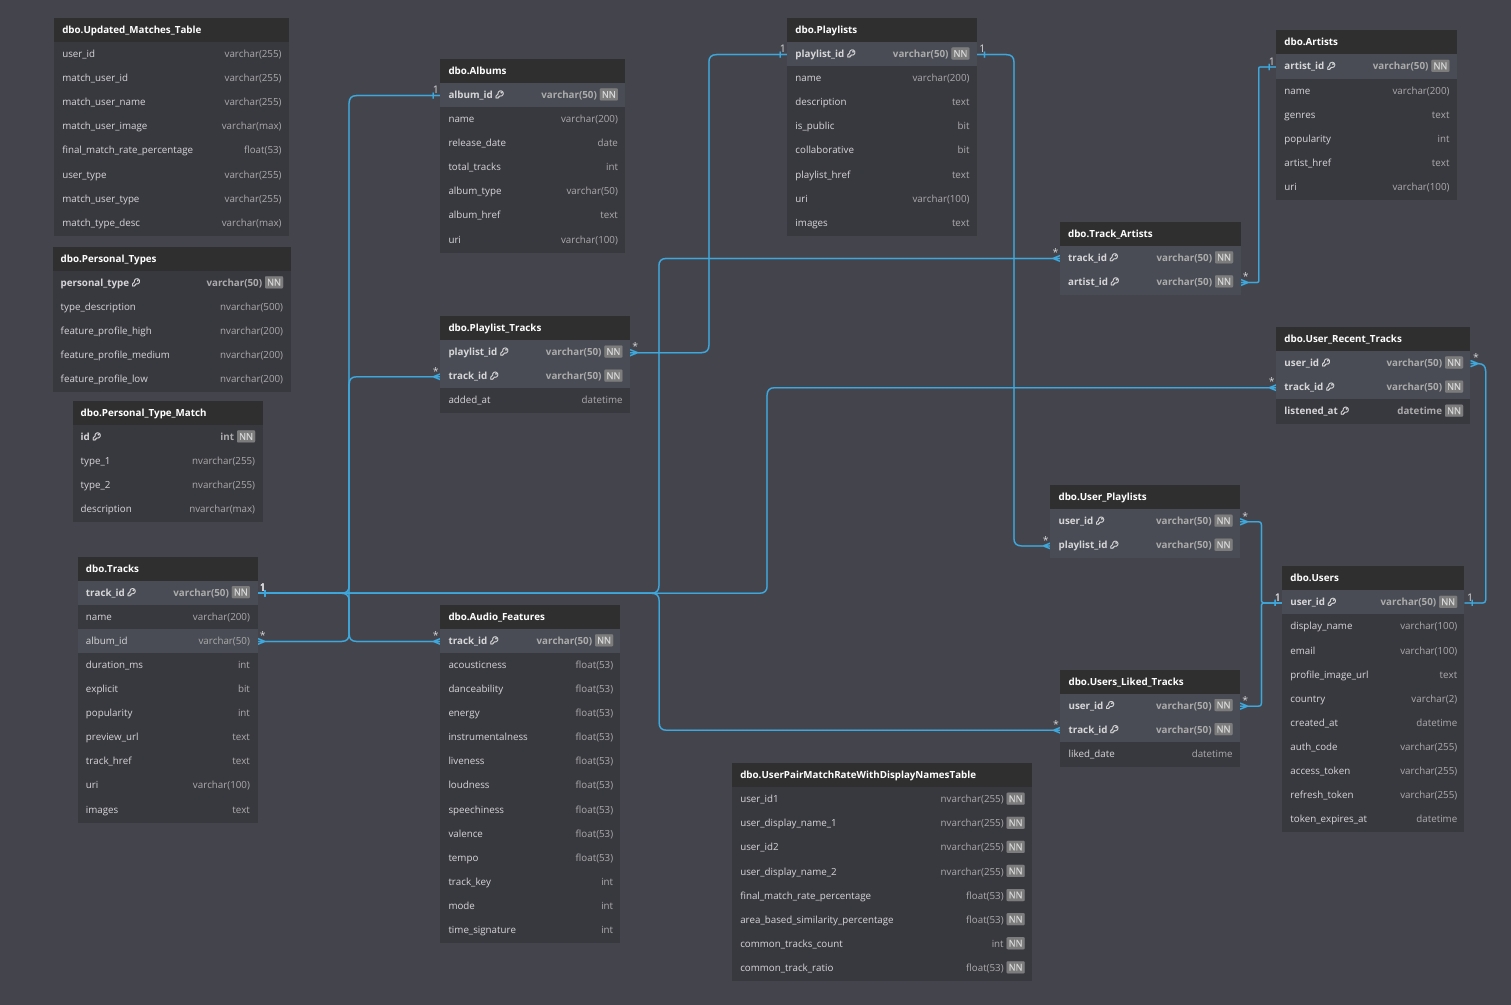 dbo.Updated_Matches_Table
user_id varchar(255)
match_user_id varchar(255)
match_user_name varchar(255)
match_user_image varchar(max)
final_match_rate_percentage float(53)
user_type varchar(255)
match_user_type varchar(255)
match_type_desc varchar(max)
dbo.Personal_Types
personal_type varchar(50) NN
type_description nvarchar(500)
feature_profile_high nvarchar(200)
feature_profile_medium nvarchar(200)
feature_profile_low nvarchar(200)
dbo.Personal_Type_Match
id int NN
type_1 nvarchar(255)
type_2 nvarchar(255)
description nvarchar(max)
dbo.Tracks
track_id varchar(50) NN 1
name varchar(200)
album_id varchar(50) *
duration_ms int
explicit bit
popularity int
preview_url text
track_href text
uri varchar(100)
images text
dbo.Albums
1 album_id varchar(50) NN
name varchar(200)
release_date date
total_tracks int
album_type varchar(50)
album_href text
uri varchar(100)
dbo.Playlist_Tracks
playlist_id varchar(50) NN *
* track_id varchar(50) NN
added_at datetime
dbo.Audio_Features
* track_id varchar(50) NN
acousticness float(53)
danceability float(53)
energy float(53)
instrumentalness float(53)
liveness float(53)
loudness float(53)
speechiness float(53)
valence float(53)
tempo float(53)
track_key int
mode int
time_signature int
dbo.Playlists
1 playlist_id varchar(50) NN 1
name varchar(200)
description text
is_public bit
collaborative bit
playlist_href text
uri varchar(100)
images text
dbo.UserPairMatchRateWithDisplayNamesTable
user_id1 nvarchar(255) NN
user_display_name_1 nvarchar(255) NN
user_id2 nvarchar(255) NN
user_display_name_2 nvarchar(255) NN
final_match_rate_percentage float(53) NN
area_based_similarity_percentage float(53) NN
common_tracks_count int NN
common_track_ratio float(53) NN
dbo.Track_Artists
* track_id varchar(50) NN
artist_id varchar(50) NN *
dbo.User_Playlists
user_id varchar(50) NN *
* playlist_id varchar(50) NN
dbo.Users_Liked_Tracks
user_id varchar(50) NN *
* track_id varchar(50) NN
liked_date datetime
dbo.Artists
1 artist_id varchar(50) NN
name varchar(200)
genres text
popularity int
artist_href text
uri varchar(100)
dbo.User_Recent_Tracks
user_id varchar(50) NN *
* track_id varchar(50) NN
listened_at datetime NN
dbo.Users
1 user_id varchar(50) NN 1
display_name varchar(100)
email varchar(100)
profile_image_url text
country varchar(2)
created_at datetime
auth_code varchar(255)
access_token varchar(255)
refresh_token varchar(255)
token_expires_at datetime